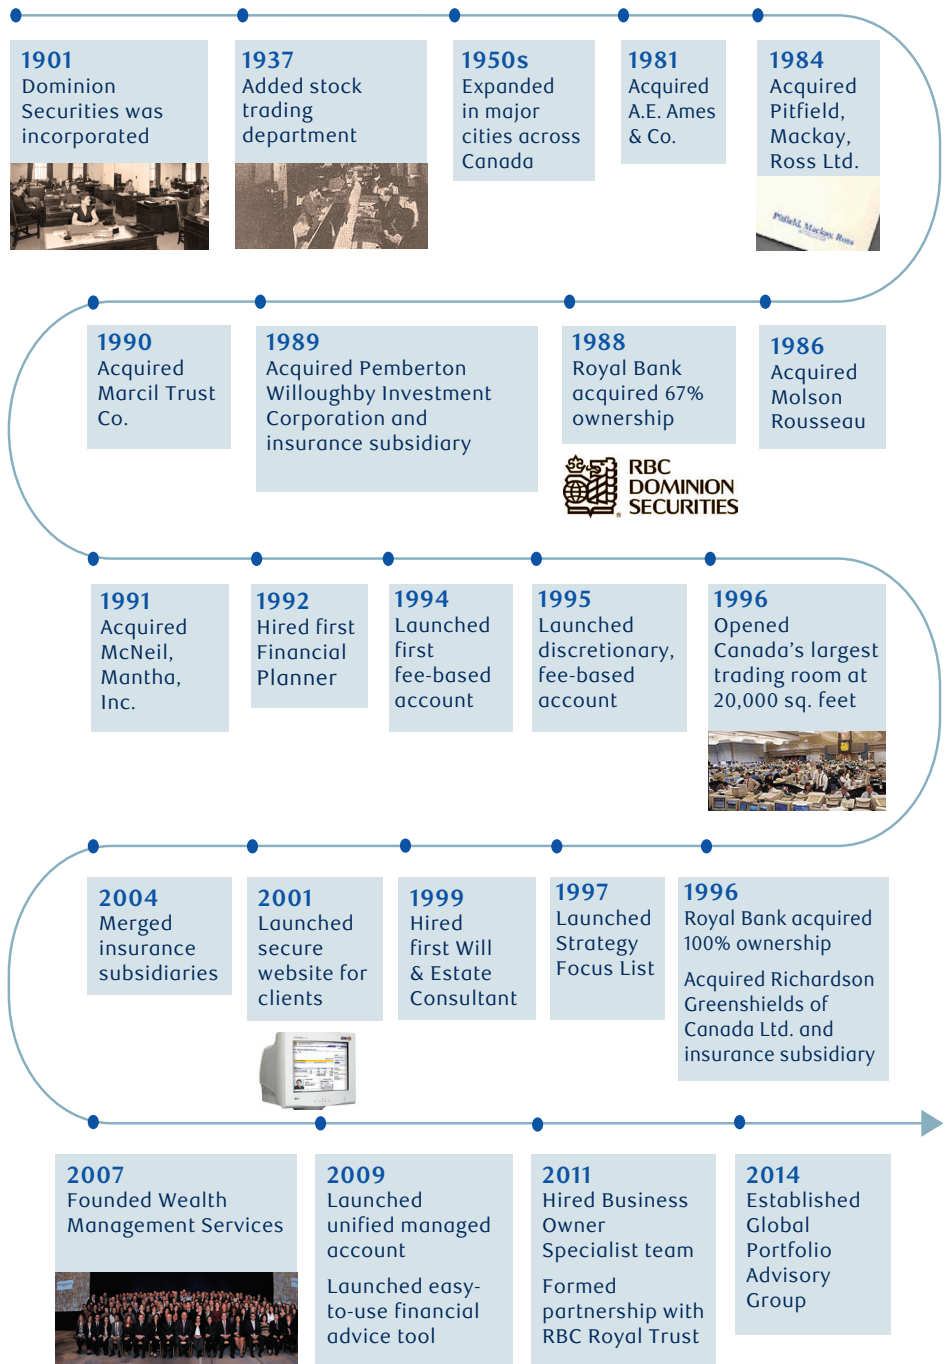 1901
Dominion
Securities was
incorporated
1937
Added stock
trading
department
1950s
Expanded
in major
cities across
Canada
1981
Acquired
A.E. Ames
& Co.
1984
Acquired
Pitfield,
Mackay,
Ross Ltd.
Pitfield, Mackay, Ross
1986
Acquired
Molson
Rousseau
1988
Royal Bank
acquired 67%
ownership
RBC
DOMINION
SECURITIES
1989
Acquired Pemberton
Willoughby Investment
Corporation and
insurance subsidiary
1990
Acquired
Marcil Trust
Co.
1991
Acquired
McNeil,
Mantha,
Inc.
1992
Hired first
Financial
Planner
1994
Launched
first
fee-based
account
1995
Launched
discretionary,
fee-based
account
1996
Opened
Canada’s largest
trading room at
20,000 sq. feet
1996
Royal Bank acquired
100% ownership
Acquired Richardson
Greenshields of
Canada Ltd. and
insurance subsidiary
1997
Launched
Strategy
Focus List
1999
Hired
first Will
& Estate
Consultant
2001
Launched
secure
website for
clients
2004
Merged
insurance
subsidiaries
2007
Founded Wealth
Management Services
2009
Launched
unified managed
account
Launched easy-
to-use financial
advice tool
2011
Hired Business
Owner
Specialist team
Formed
partnership with
RBC Royal Trust
2014
Established
Global
Portfolio
Advisory
Group